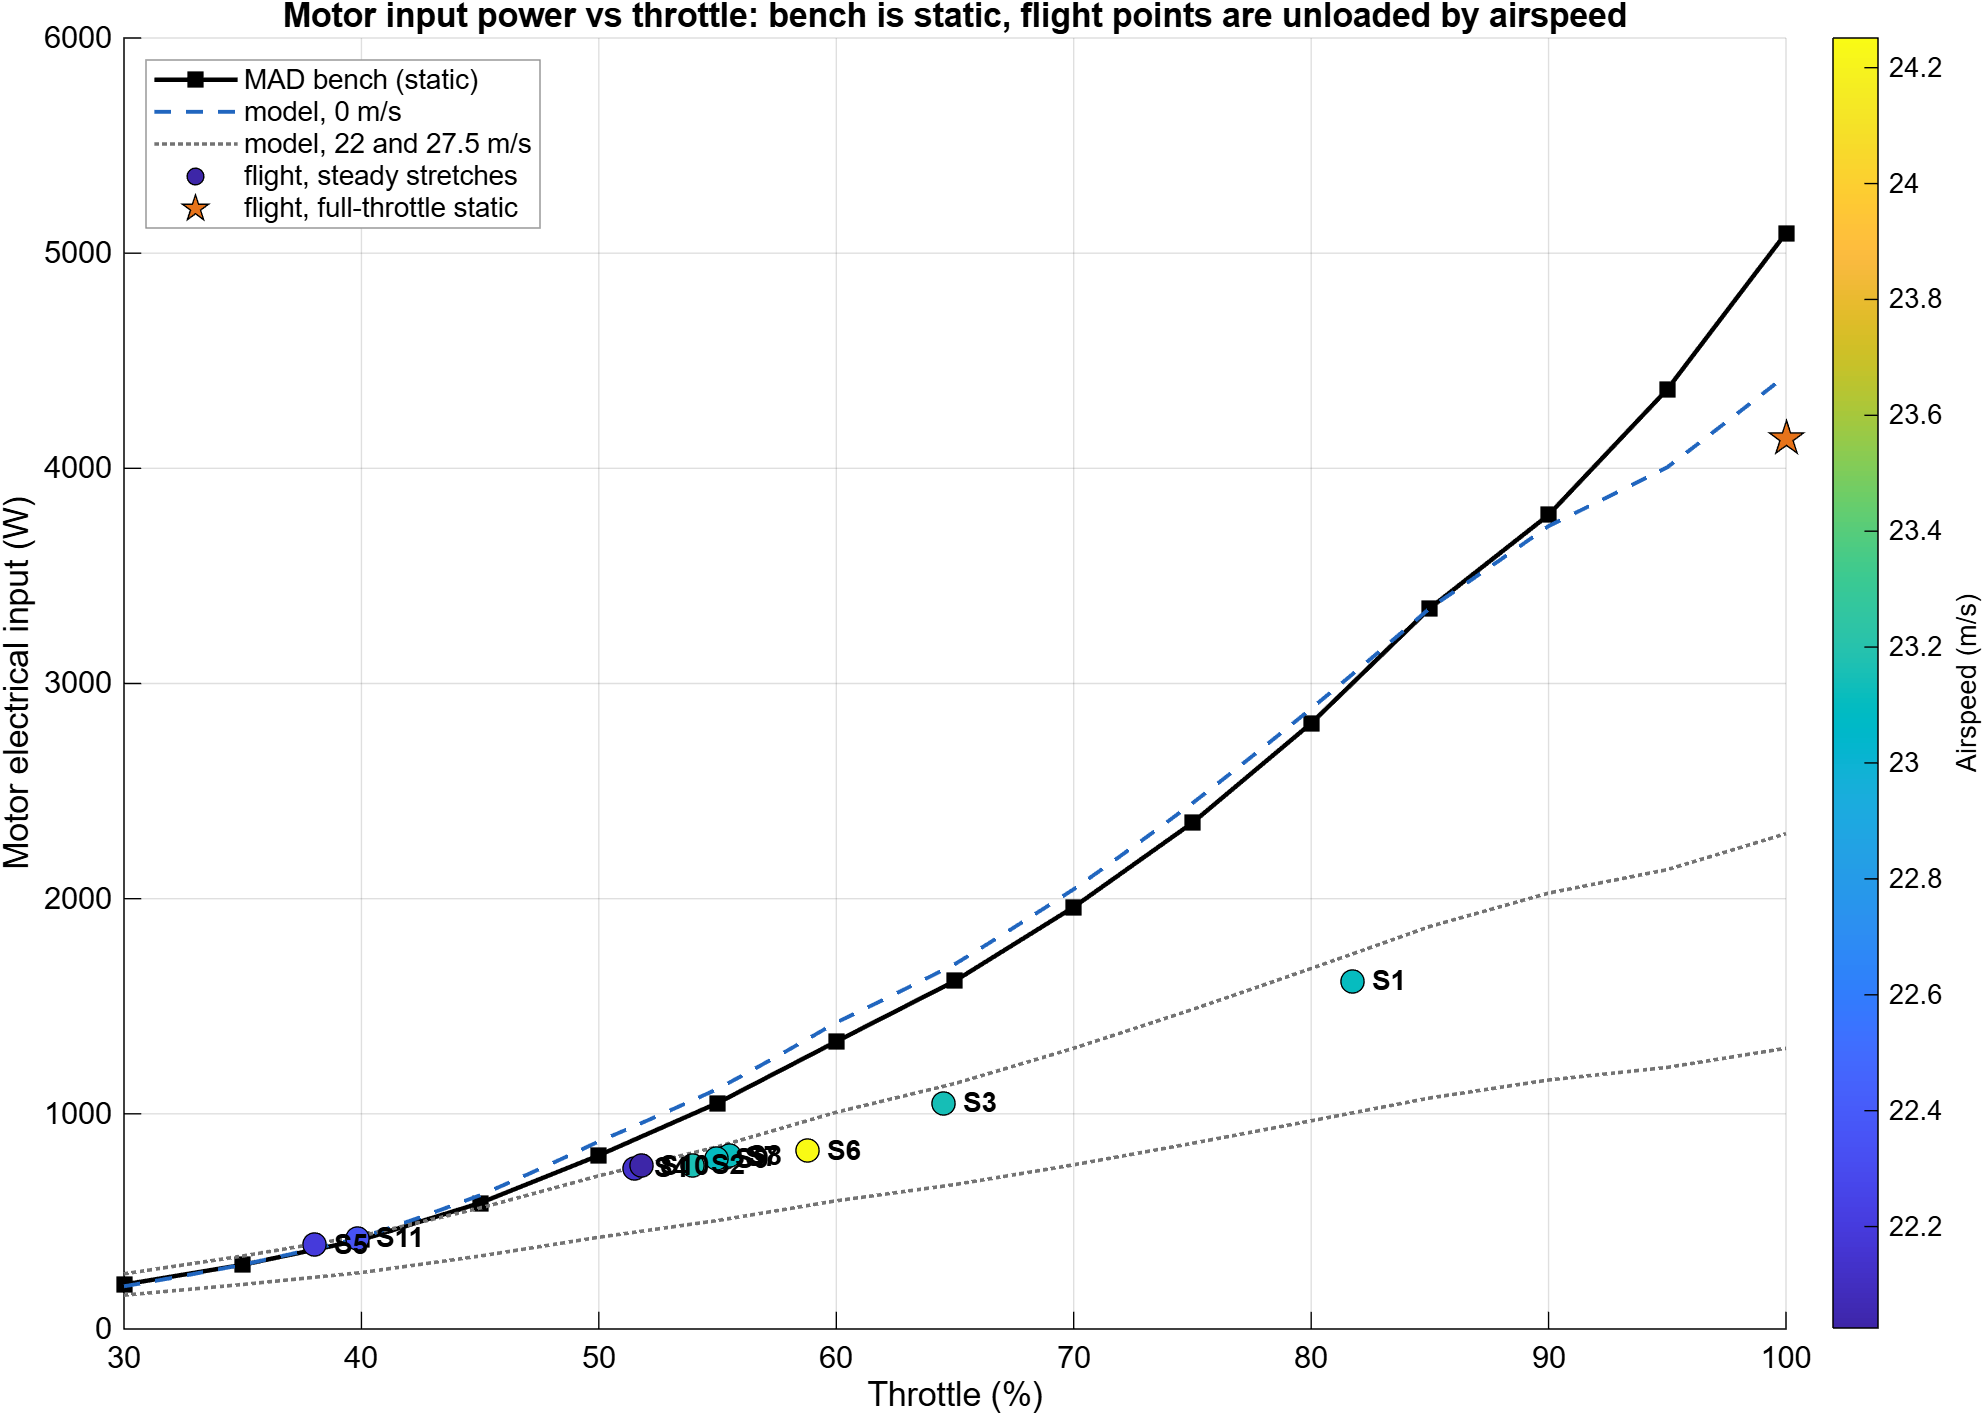 Motor input power vs throttle: bench is static, flight points are unloaded by airspeed
MAD bench (static)
model, 0 m/s
model, 22 and 27.5 m/s
flight, steady stretches
flight, full-throttle static
Motor electrical input (W)
6000
5000
4000
3000
2000
1000
0
S1
S3
S6
S2
S11
S5
30
40
50
60
70
80
90
100
Throttle (%)
24.2
24
23.8
23.6
23.4
23.2
23
22.8
22.6
22.4
22.2
Airspeed (m/s)